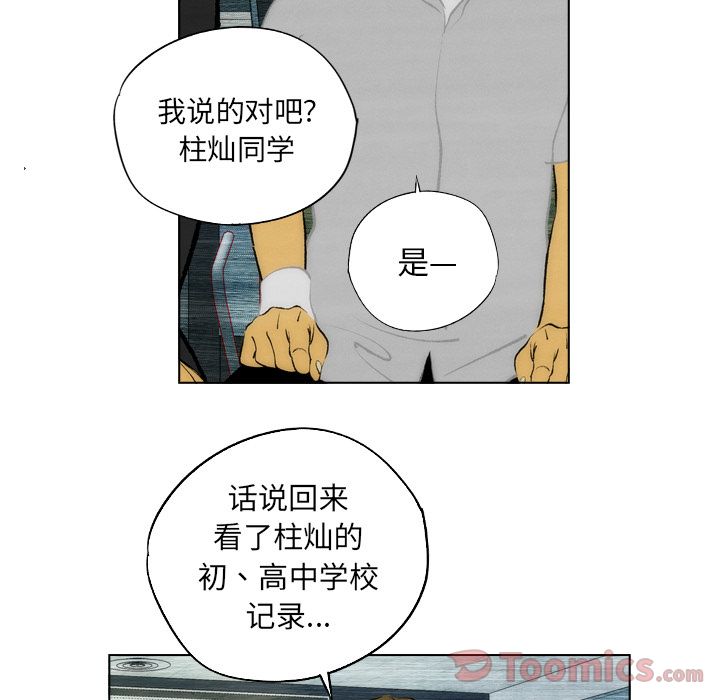 我说的对吧?
柱灿同学
是—
话说回来
看了柱灿的
初、高中学校
记录...
Toomics.com